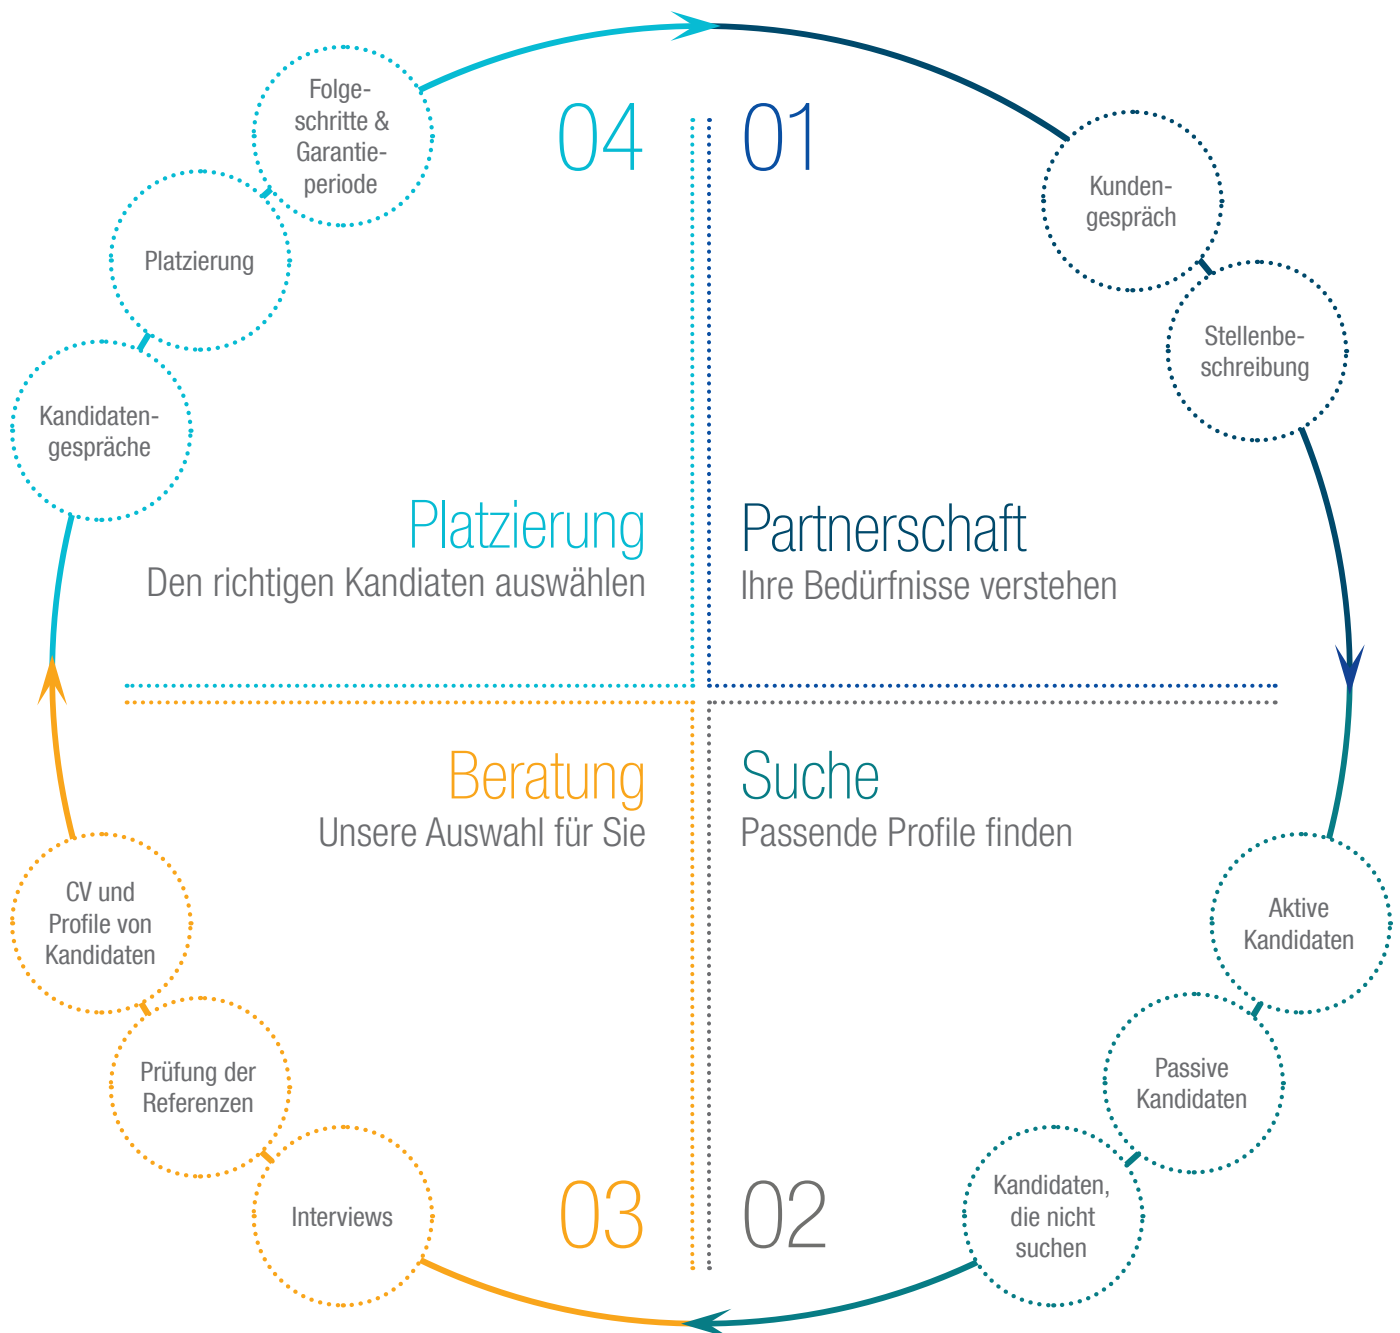 01
Kunden-
gespräch
Stellenbe-
schreibung
Partnerschaft
Ihre Bedürfnisse verstehen
Suche
Passende Profile finden
Aktive
Kandidaten
Passive
Kandidaten
Kandidaten,
die nicht
suchen
02
03
Interviews
Prüfung der
Referenzen
CV und
Profile von
Kandidaten
Beratung
Unsere Auswahl für Sie
Platzierung
Den richtigen Kandiaten auswählen
Kandidaten-
gespräche
Platzierung
Folge-
schritte &
Garantie-
periode
04